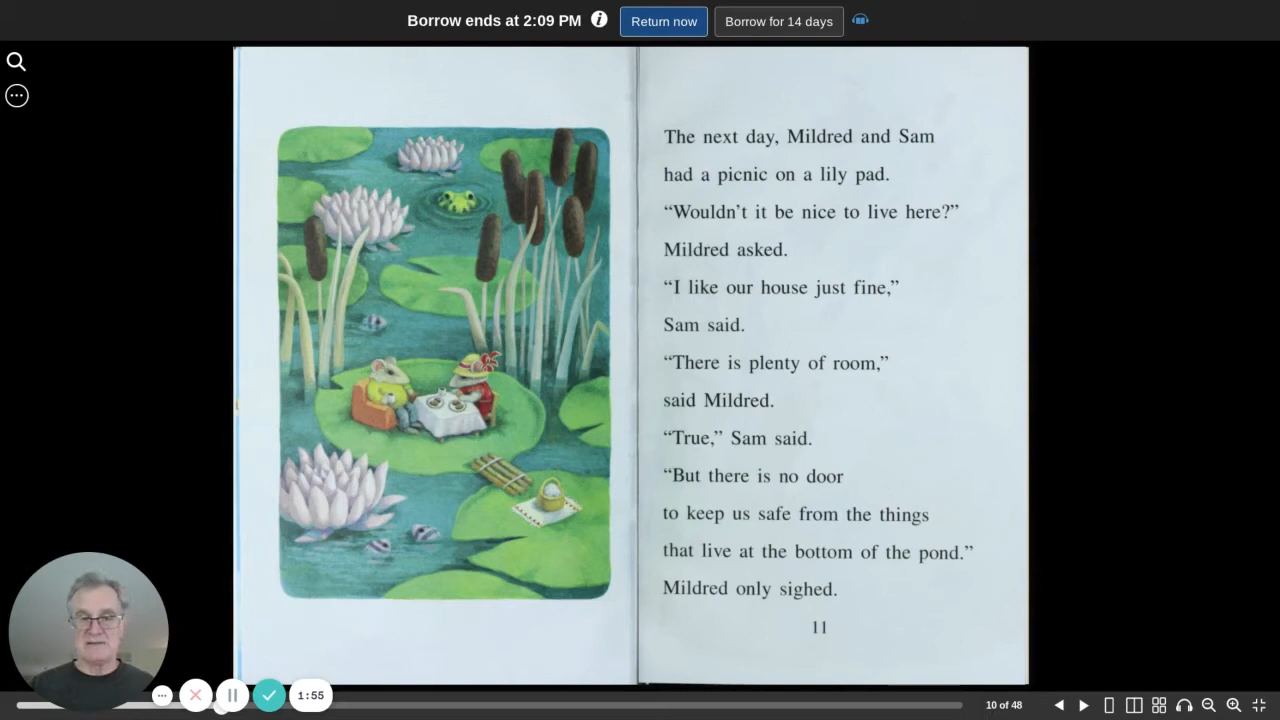 Borrow ends at 2:09 PM
Return now
Borrow for 14 days
The next day, Mildred and Sam
had a picnic on a lily pad.
“Wouldn’t it be nice to live here?”
Mildred asked.
“I like our house just fine,”
Sam said.
“There is plenty of room,”
said Mildred.
“True,” Sam said.
“But there is no door
to keep us safe from the things
that live at the bottom of the pond.”
Mildred only sighed.
11
1:55
10 of 48